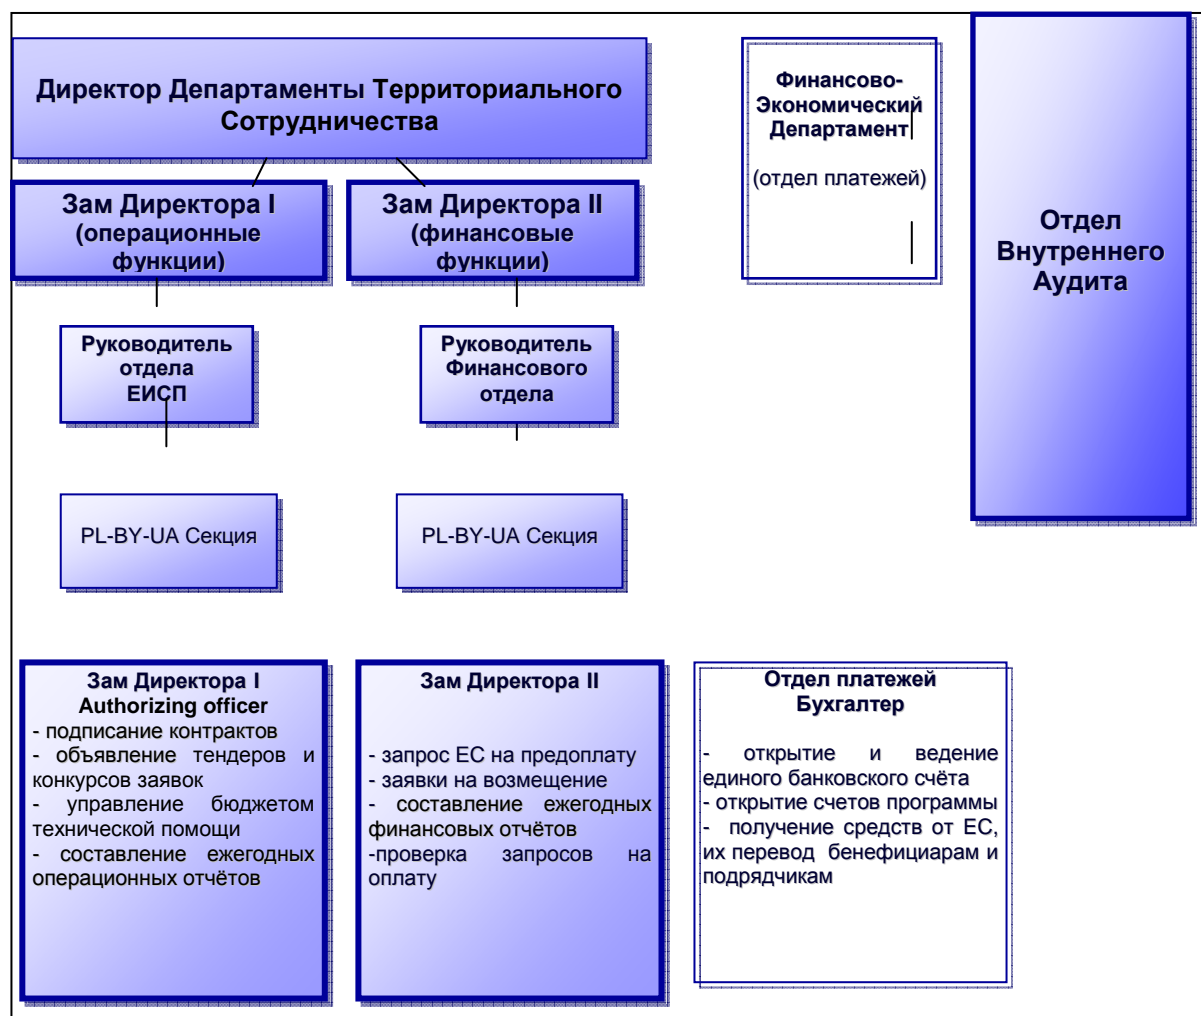 Директор Департаменты Территориального
Сотрудничества
Финансово-
Экономический
Департамент
(отдел платежей)
Отдел
Внутреннего
Аудита
Зам Директора I
(операционные
функции)
Зам Директора II
(финансовые
функции)
Руководитель
отдела
ЕИСП
Руководитель
Финансового
отдела
PL-BY-UA Секция
PL-BY-UA Секция
Зам Директора I
Authorizing officer
- подписание контрактов
- объявление тендеров и
конкурсов заявок
- управление бюджетом
технической помощи
- составление ежегодных
операционных отчётов
Зам Директора II
- запрос ЕС на предоплату
- заявки на возмещение
- составление ежегодных
финансовых отчётов
-проверка запросов на
оплату
Отдел платежей
Бухгалтер
- открытие и ведение
единого банковского счёта
- открытие счетов программы
- получение средств от ЕС,
их перевод бенефициарам и
подрядчикам